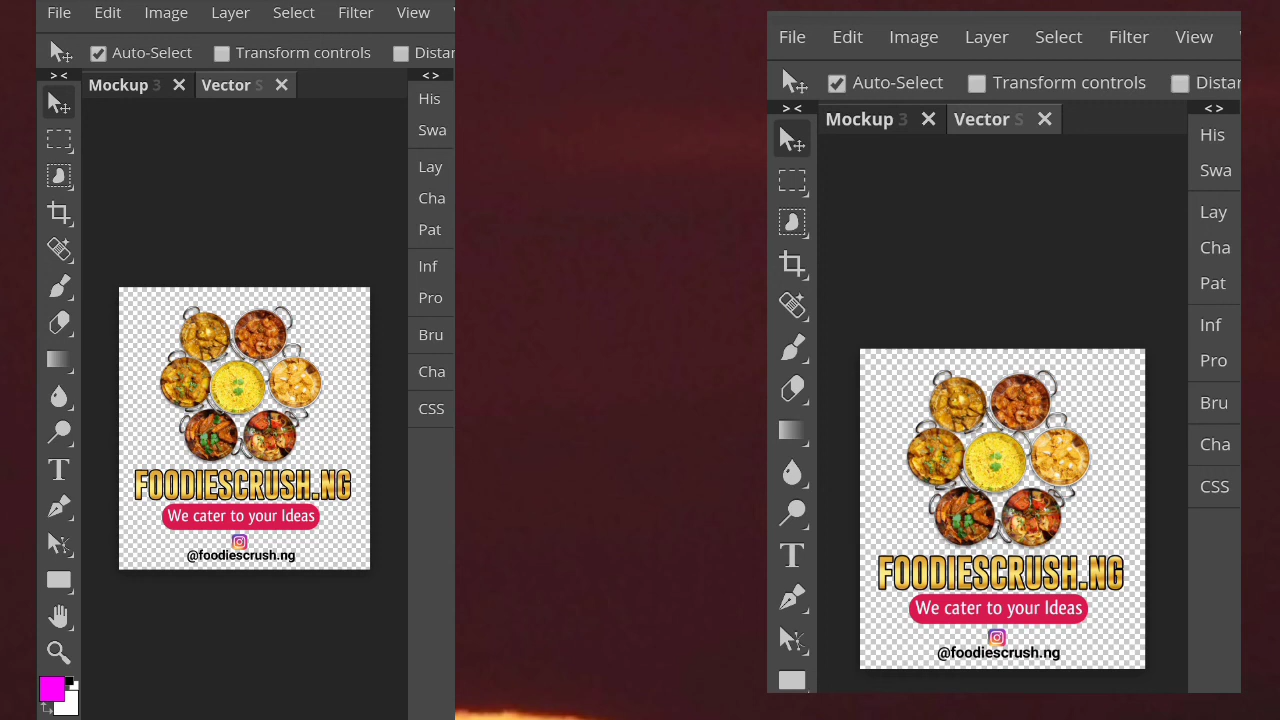 File Edit Image Layer Select Filter View
Auto-Select Transform controls Distan
> < < >
Mockup 3 X Vector S X
His
Swa
Lay
Cha
Pat
Inf
Pro
Bru
Cha
CSS
FOODIESCRUSH.NG
We cater to your Ideas
@foodiescrush.ng
T
File Edit Image Layer Select Filter View
Auto-Select Transform controls Distar
> < < >
Mockup 3 X Vector S X
His
Swa
Lay
Cha
Pat
Inf
Pro
Bru
Cha
CSS
FOODIESCRUSH.NG
We cater to your Ideas
@foodiescrush.ng
T